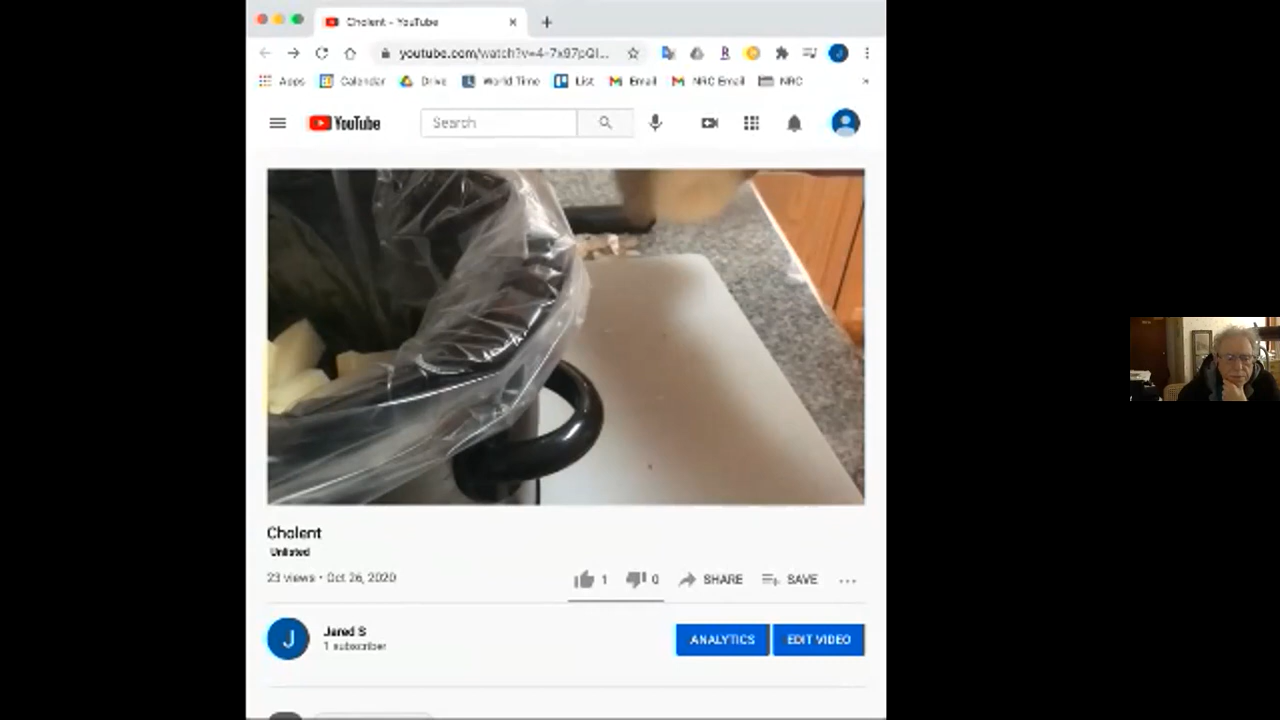 Cholent - YouTube
youtube.com/watch?v=4-7x97pQI...
Apps Calendar Drive World Time List Email NRC Email NRC
YouTube Search
Cholent
Unlisted
23 views • Oct 26, 2020 1 0 SHARE SAVE
J Jared S
1 subscriber
ANALYTICS EDIT VIDEO